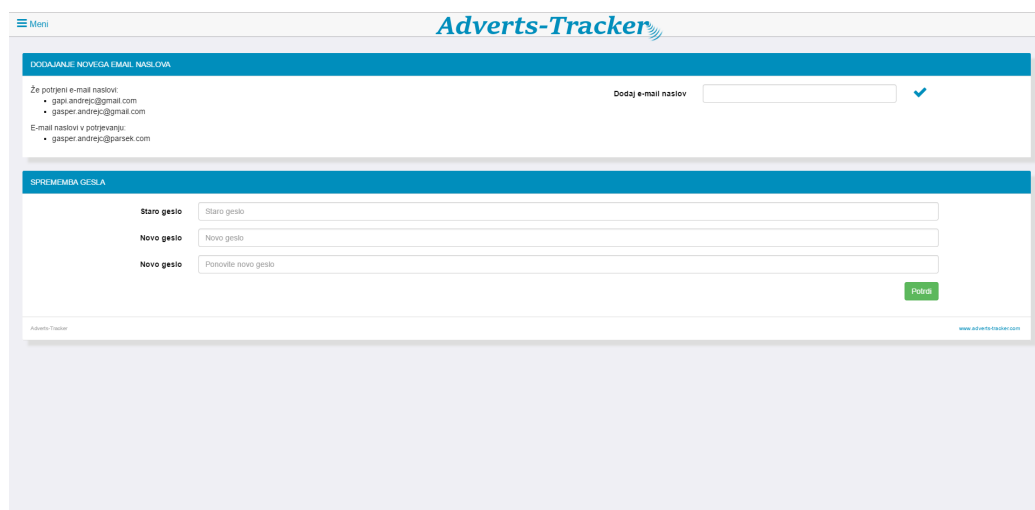 Meni
Adverts-Tracker
DODAJANJE NOVEGA EMAIL NASLOVA
Že potrjeni e-mail naslovi:
• gapi.andrejc@gmail.com
• gasper.andrejc@gmail.com
Dodaj e-mail naslov
E-mail naslovi v potrjevanju:
• gasper.andrejc@parsek.com
SPREMEMBA GESLA
Staro geslo Staro geslo
Novo geslo Novo geslo
Novo geslo Ponovite novo geslo
Potrdi
Adverts-Tracker www.adverts-tracker.com